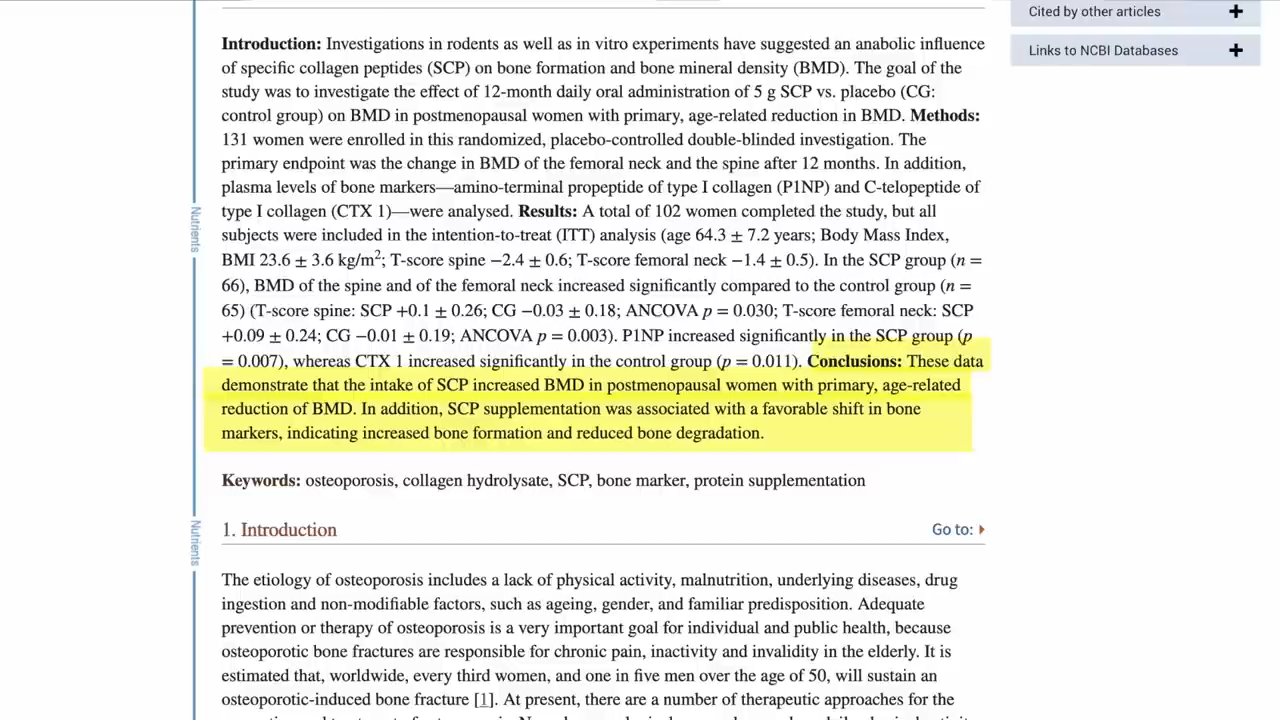 Cited by other articles
Links to NCBI Databases
Introduction: Investigations in rodents as well as in vitro experiments have suggested an anabolic influence
of specific collagen peptides (SCP) on bone formation and bone mineral density (BMD). The goal of the
study was to investigate the effect of 12-month daily oral administration of 5 g SCP vs. placebo (CG:
control group) on BMD in postmenopausal women with primary, age-related reduction in BMD. Methods:
131 women were enrolled in this randomized, placebo-controlled double-blinded investigation. The
primary endpoint was the change in BMD of the femoral neck and the spine after 12 months. In addition,
plasma levels of bone markers—amino-terminal propeptide of type I collagen (P1NP) and C-telopeptide of
type I collagen (CTX 1)—were analysed. Results: A total of 102 women completed the study, but all
subjects were included in the intention-to-treat (ITT) analysis (age 64.3 ± 7.2 years; Body Mass Index,
BMI 23.6 ± 3.6 kg/m²; T-score spine −2.4 ± 0.6; T-score femoral neck −1.4 ± 0.5). In the SCP group (n =
66), BMD of the spine and of the femoral neck increased significantly compared to the control group (n =
65) (T-score spine: SCP +0.1 ± 0.26; CG −0.03 ± 0.18; ANCOVA p = 0.030; T-score femoral neck: SCP
+0.09 ± 0.24; CG −0.01 ± 0.19; ANCOVA p = 0.003). P1NP increased significantly in the SCP group (p
= 0.007), whereas CTX 1 increased significantly in the control group (p = 0.011). Conclusions: These data
demonstrate that the intake of SCP increased BMD in postmenopausal women with primary, age-related
reduction of BMD. In addition, SCP supplementation was associated with a favorable shift in bone
markers, indicating increased bone formation and reduced bone degradation.
Keywords: osteoporosis, collagen hydrolysate, SCP, bone marker, protein supplementation
1. Introduction
Go to:
The etiology of osteoporosis includes a lack of physical activity, malnutrition, underlying diseases, drug
ingestion and non-modifiable factors, such as ageing, gender, and familiar predisposition. Adequate
prevention or therapy of osteoporosis is a very important goal for individual and public health, because
osteoporotic bone fractures are responsible for chronic pain, inactivity and invalidity in the elderly. It is
estimated that, worldwide, every third women, and one in five men over the age of 50, will sustain an
osteoporotic-induced bone fracture [1]. At present, there are a number of therapeutic approaches for the
Nutrients
Nutrients